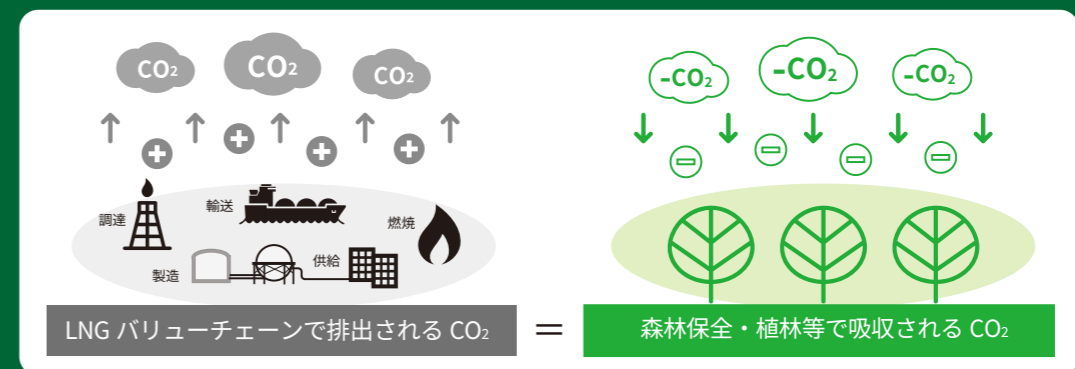 CO₂
CO₂
CO₂
-CO₂
-CO₂
-CO₂
調達
輸送
燃焼
製造
供給
LNG バリューチェーンで排出される CO₂
=
森林保全・植林等で吸収される CO₂